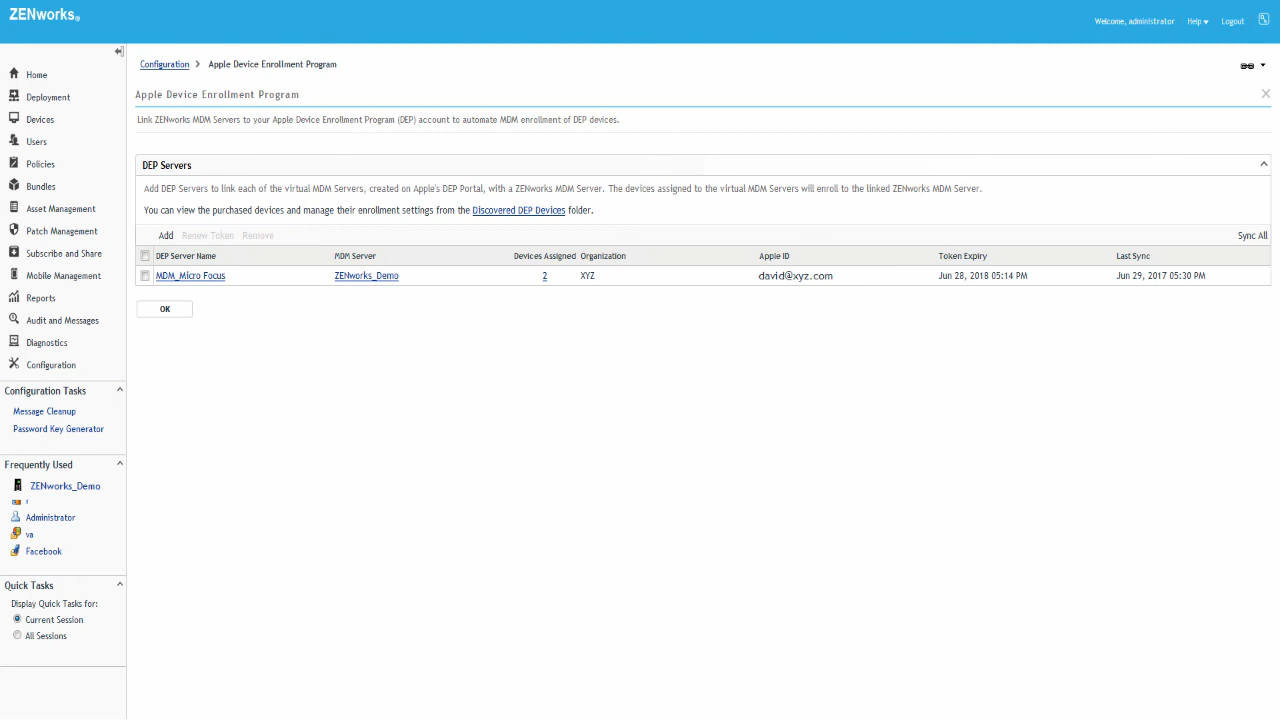 ZENworks®
Welcome, administrator Help Logout
Home
Deployment
Devices
Users
Policies
Bundles
Asset Management
Patch Management
Subscribe and Share
Mobile Management
Reports
Audit and Messages
Diagnostics
Configuration
Configuration Tasks
Message Cleanup
Password Key Generator
Frequently Used
ZENworks_Demo
r
Administrator
va
Facebook
Quick Tasks
Display Quick Tasks for:
Current Session
All Sessions
Configuration > Apple Device Enrollment Program
Apple Device Enrollment Program
Link ZENworks MDM Servers to your Apple Device Enrollment Program (DEP) account to automate MDM enrollment of DEP devices.
DEP Servers
Add DEP Servers to link each of the virtual MDM Servers, created on Apple's DEP Portal, with a ZENworks MDM Server. The devices assigned to the virtual MDM Servers will enroll to the linked ZENworks MDM Server.
You can view the purchased devices and manage their enrollment settings from the Discovered DEP Devices folder.
Add Renew Token Remove Sync All
DEP Server Name MDM Server Devices Assigned Organization Apple ID Token Expiry Last Sync
MDM_Micro Focus ZENworks_Demo 2 XYZ david@xyz.com Jun 28, 2018 05:14 PM Jun 29, 2017 05:30 PM
OK